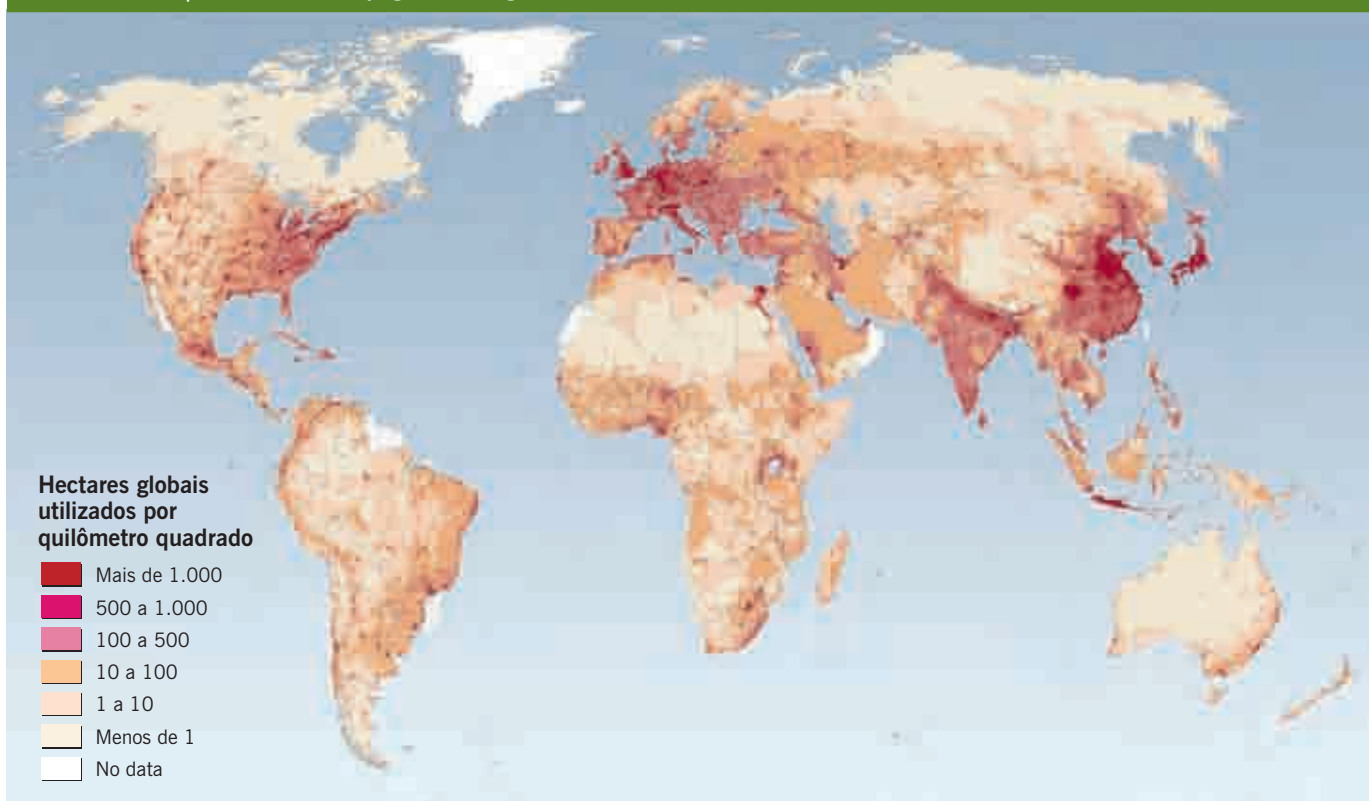 Hectares globais
utilizados por
quilômetro quadrado
Mais de 1.000
500 a 1.000
100 a 500
10 a 100
1 a 10
Menos de 1
No data